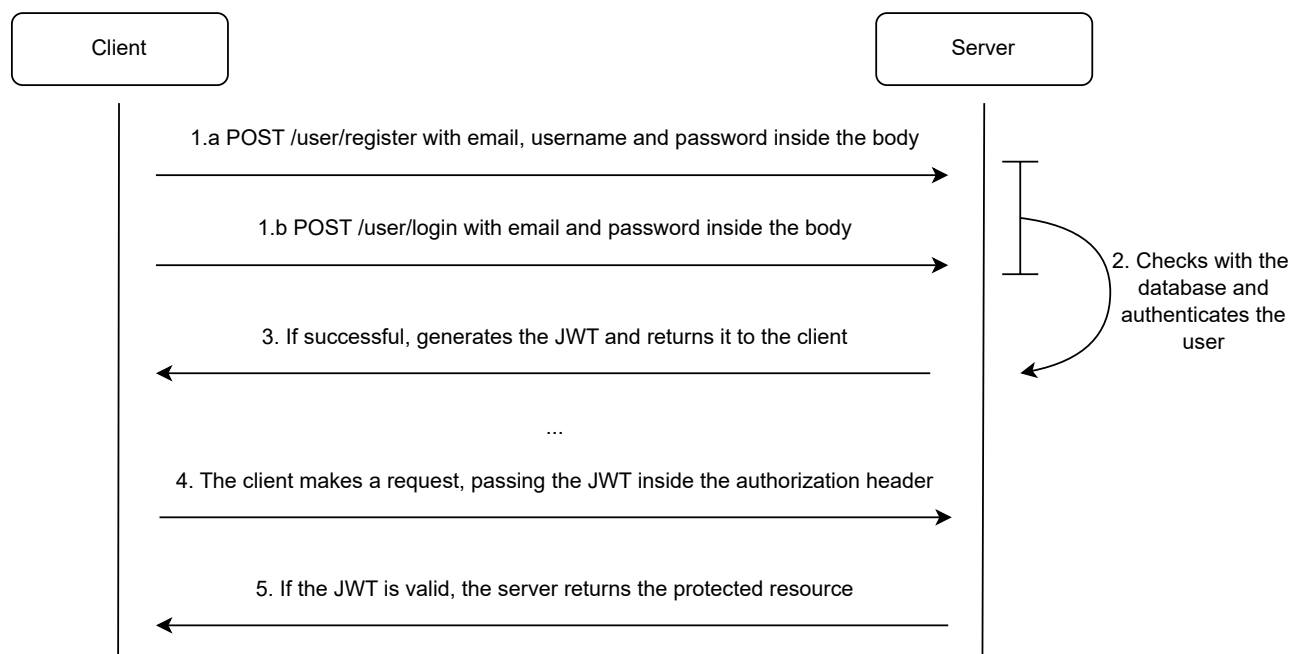 Client
Server
1.a POST /user/register with email, username and password inside the body
1.b POST /user/login with email and password inside the body
2. Checks with the
database and
authenticates the
user
3. If successful, generates the JWT and returns it to the client
...
4. The client makes a request, passing the JWT inside the authorization header
5. If the JWT is valid, the server returns the protected resource